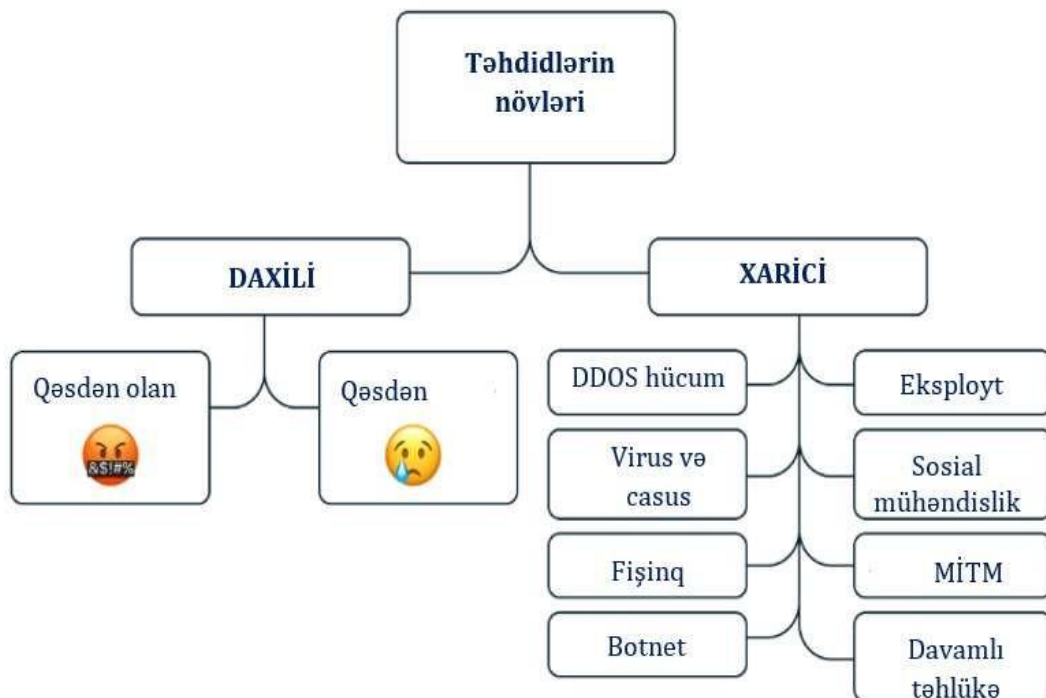 Təhdidlərin
növləri
DAXİLİ
XARİCİ
Qəsdən olan
&$!#%
Qəsdən
DDOS hücum
Eksployt
Virus və
casus
Sosial
mühəndislik
Fişinq
MİTM
Botnet
Davamlı
təhlükə